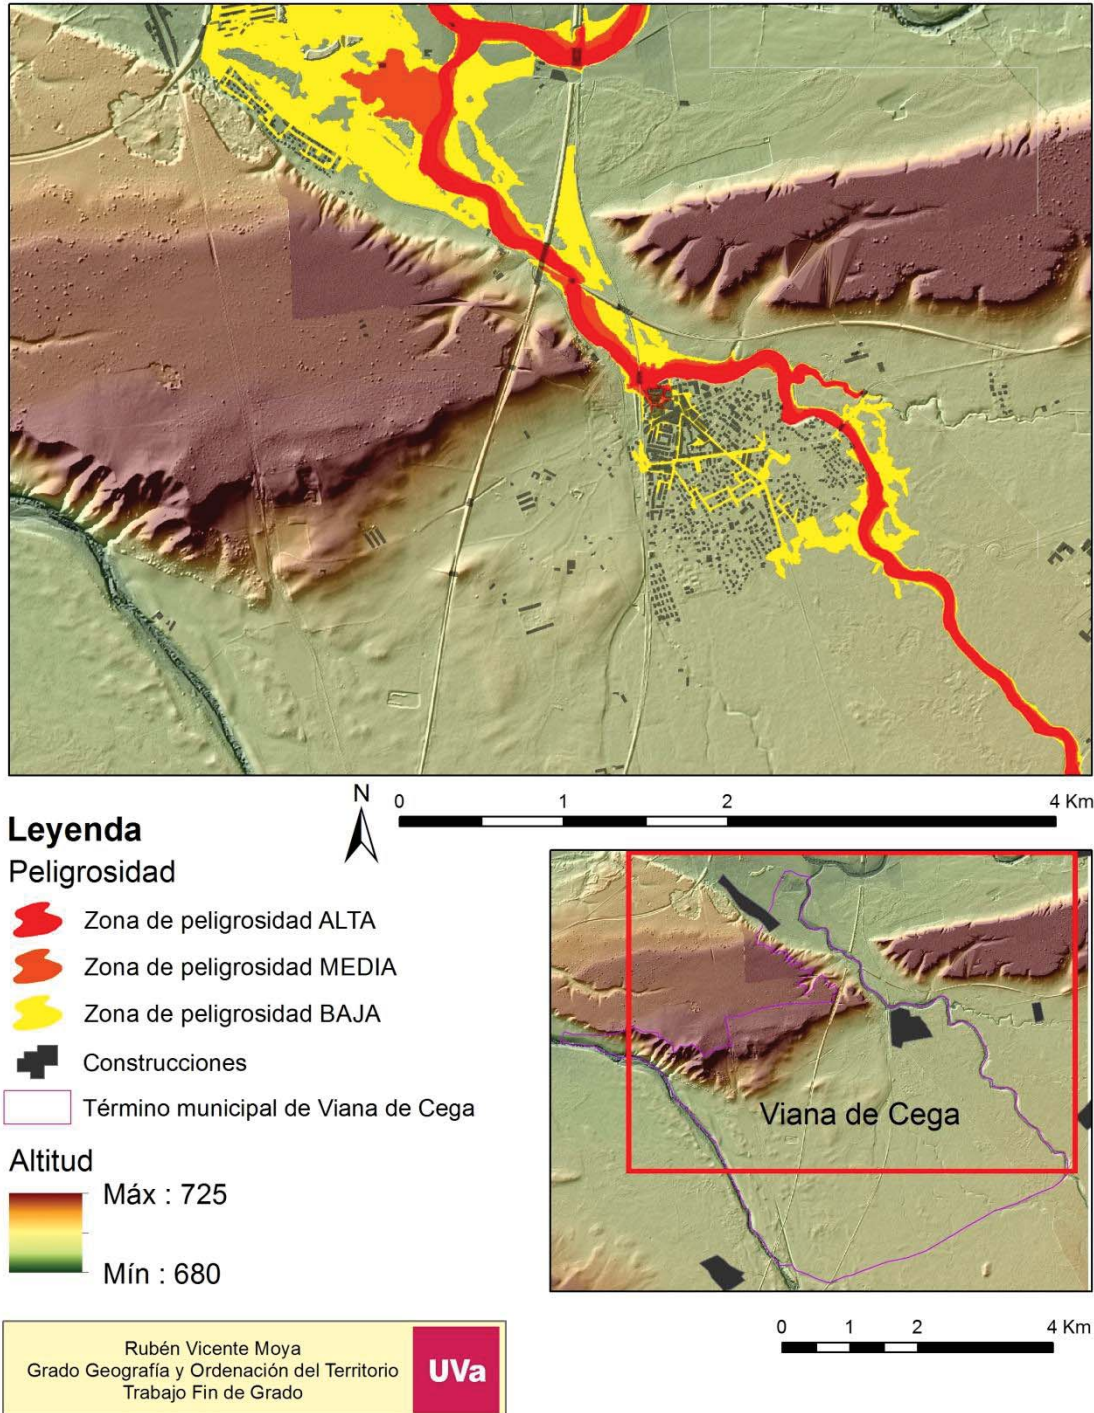 N
0 1 2 4 Km
Leyenda
Peligrosidad
Zona de peligrosidad ALTA
Zona de peligrosidad MEDIA
Zona de peligrosidad BAJA
Construcciones
Término municipal de Viana de Cega
Altitud
Máx : 725
Mín : 680
Viana de Cega
0 1 2 4 Km
Rubén Vicente Moya
Grado Geografía y Ordenación del Territorio
Trabajo Fin de Grado
UVa